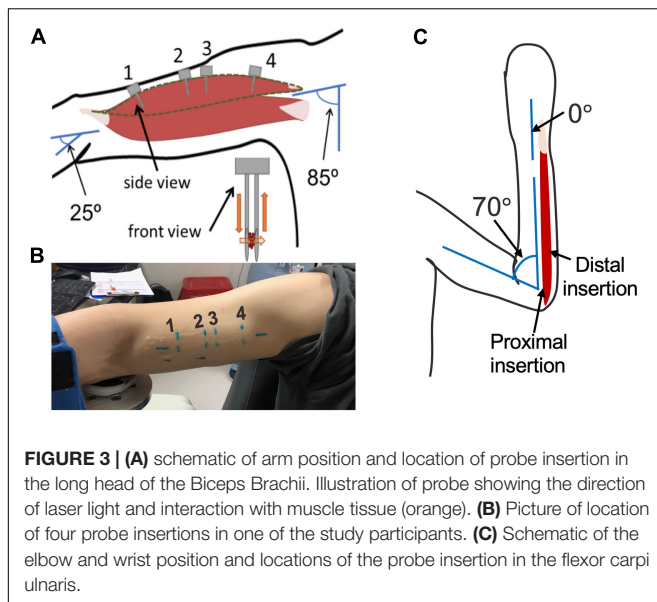 A
1
2
3
4
side view
front view
25º
85º
B
1
2
3
4
C
0°
70°
Distal
insertion
Proximal
insertion
FIGURE 3 | (A) schematic of arm position and location of probe insertion in
the long head of the Biceps Brachii. Illustration of probe showing the direction
of laser light and interaction with muscle tissue (orange). (B) Picture of location
of four probe insertions in one of the study participants. (C) Schematic of the
elbow and wrist position and locations of the probe insertion in the flexor carpi
ulnaris.